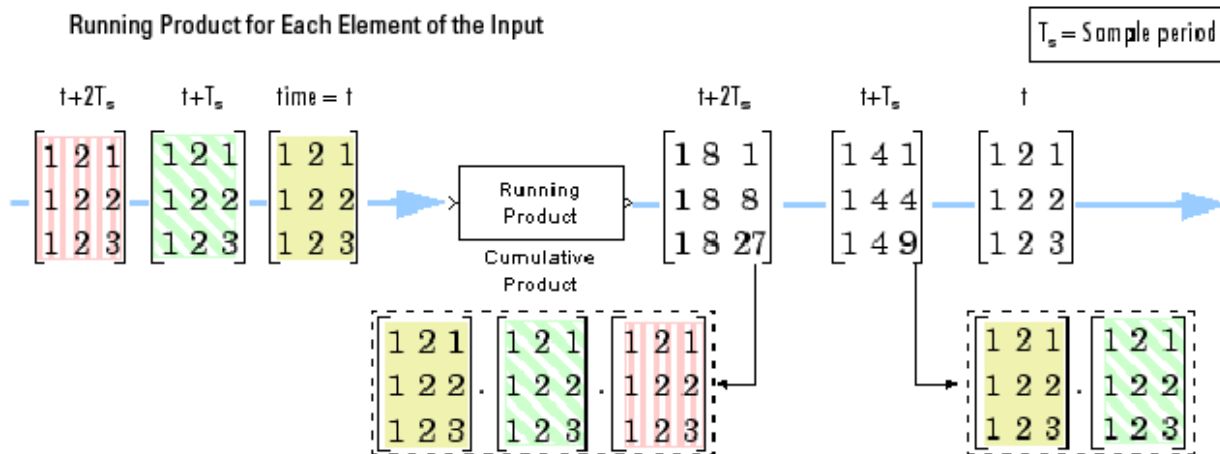 Running Product for Each Element of the Input
Tₛ = Sample period
t+2Tₛ t+Tₛ time = t t+2Tₛ t+Tₛ t
1 2 1 1 2 1 1 2 1 1 8 1 1 4 1 1 2 1
1 2 2 1 2 2 1 2 2 Running 1 8 8 1 4 4 1 2 2
Product
1 2 3 1 2 3 1 2 3 1 8 27 1 4 9 1 2 3
Cumulative
Product
1 2 1 1 2 1 1 2 1 1 2 1 1 2 1
1 2 2 . 1 2 2 . 1 2 2 1 2 2 . 1 2 2
1 2 3 1 2 3 1 2 3 1 2 3 1 2 3